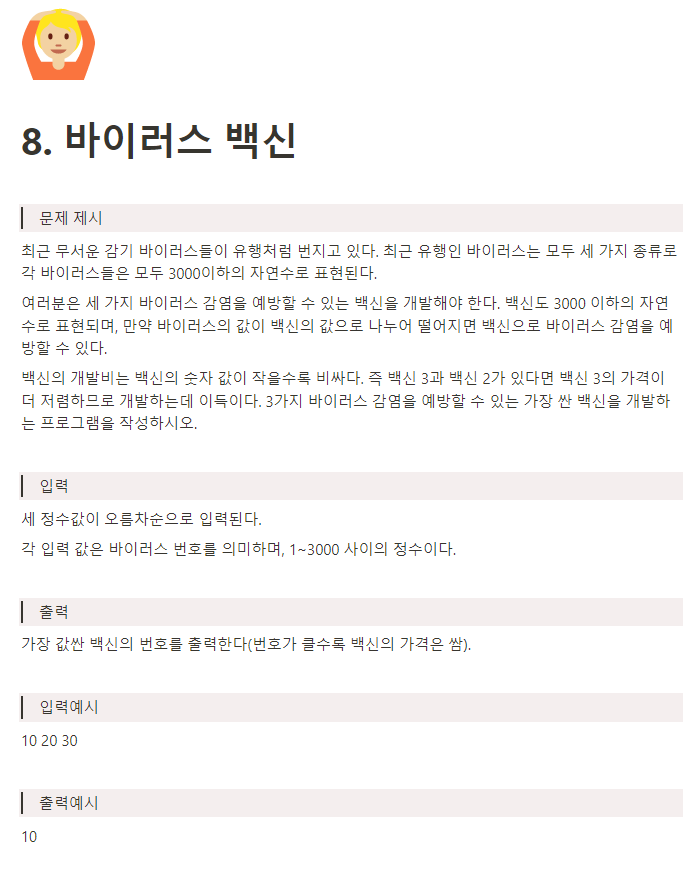 8. 바이러스 백신
문제 제시
최근 무서운 감기 바이러스들이 유행처럼 번지고 있다. 최근 유행인 바이러스는 모두 세 가지 종류로
각 바이러스들은 모두 3000이하의 자연수로 표현된다.
여러분은 세 가지 바이러스 감염을 예방할 수 있는 백신을 개발해야 한다. 백신도 3000 이하의 자연
수로 표현되며, 만약 바이러스의 값이 백신의 값으로 나누어 떨어지면 백신으로 바이러스 감염을 예
방할 수 있다.
백신의 개발비는 백신의 숫자 값이 작을수록 비싸다. 즉 백신 3과 백신 2가 있다면 백신 3의 가격이
더 저렴하므로 개발하는데 이득이다. 3가지 바이러스 감염을 예방할 수 있는 가장 싼 백신을 개발하
는 프로그램을 작성하시오.
입력
세 정수값이 오름차순으로 입력된다.
각 입력 값은 바이러스 번호를 의미하며, 1~3000 사이의 정수이다.
출력
가장 값싼 백신의 번호를 출력한다(번호가 클수록 백신의 가격은 쌈).
입력예시
10 20 30
출력예시
10